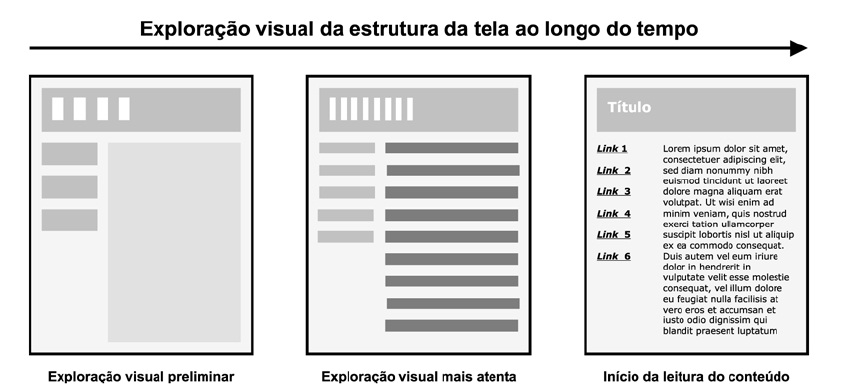 Exploração visual da estrutura da tela ao longo do tempo
Título
Link 1
Link 2
Link 3
Link 4
Link 5
Link 6
Lorem ipsum dolor sit amet,
consectetuer adipiscing elit,
sed diam nonummy nibh
euismod tincidunt ut laoreet
dolore magna aliquam erat
volutpat. Ut wisi enim ad
minim veniam, quis nostrud
exerci tation ullamcorper
suscipit lobortis nisl ut aliquip
ex ea commodo consequat.
Duis autem vel eum iriure
dolor in hendrerit in
vulputate velit esse molestie
consequat, vel illum dolore
eu feugiat nulla facilisis at
vero eros et accumsan et
iusto odio dignissim qui
blandit praesent luptatum
Exploração visual preliminar
Exploração visual mais atenta
Início da leitura do conteúdo